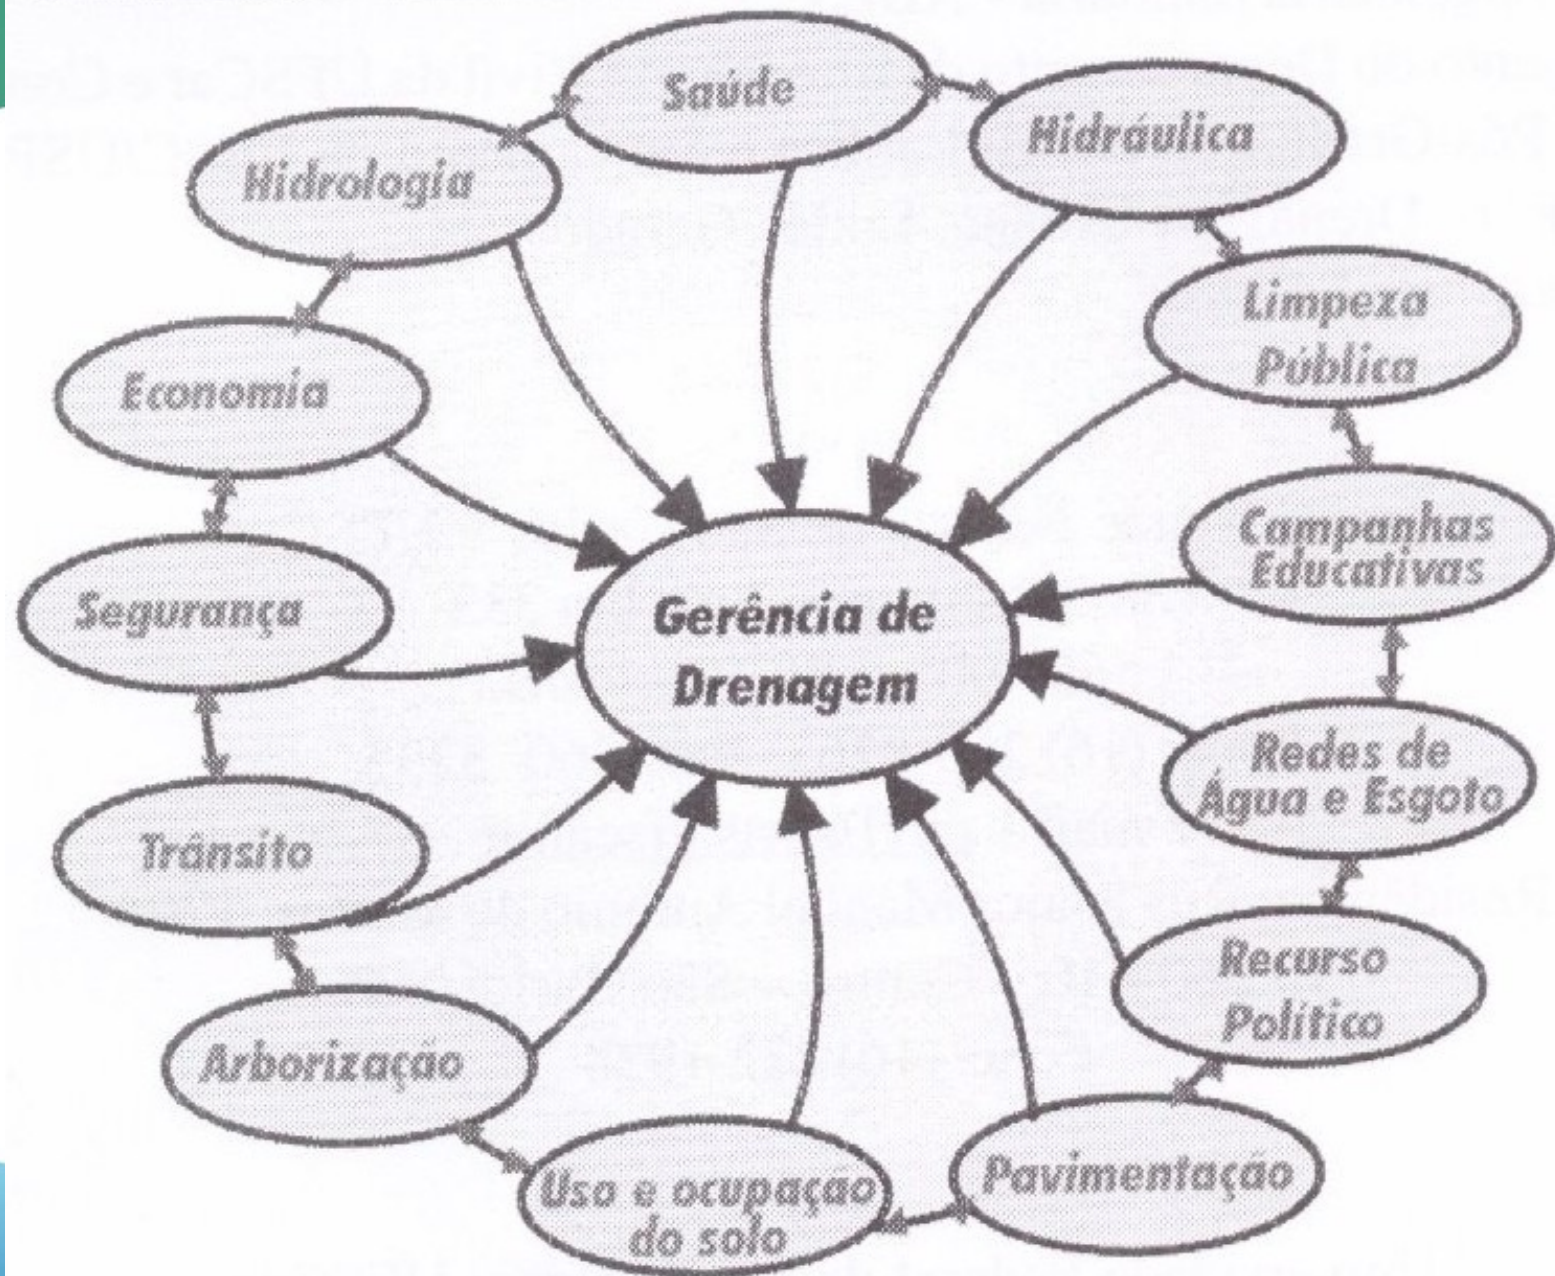 Saúde
Hidráulica
Limpeza
Pública
Campanhas
Educativas
Redes de
Água e Esgoto
Recurso
Político
Pavimentação
Uso e ocupação
do solo
Arborização
Trânsito
Segurança
Economia
Hidrologia
Gerência de
Drenagem